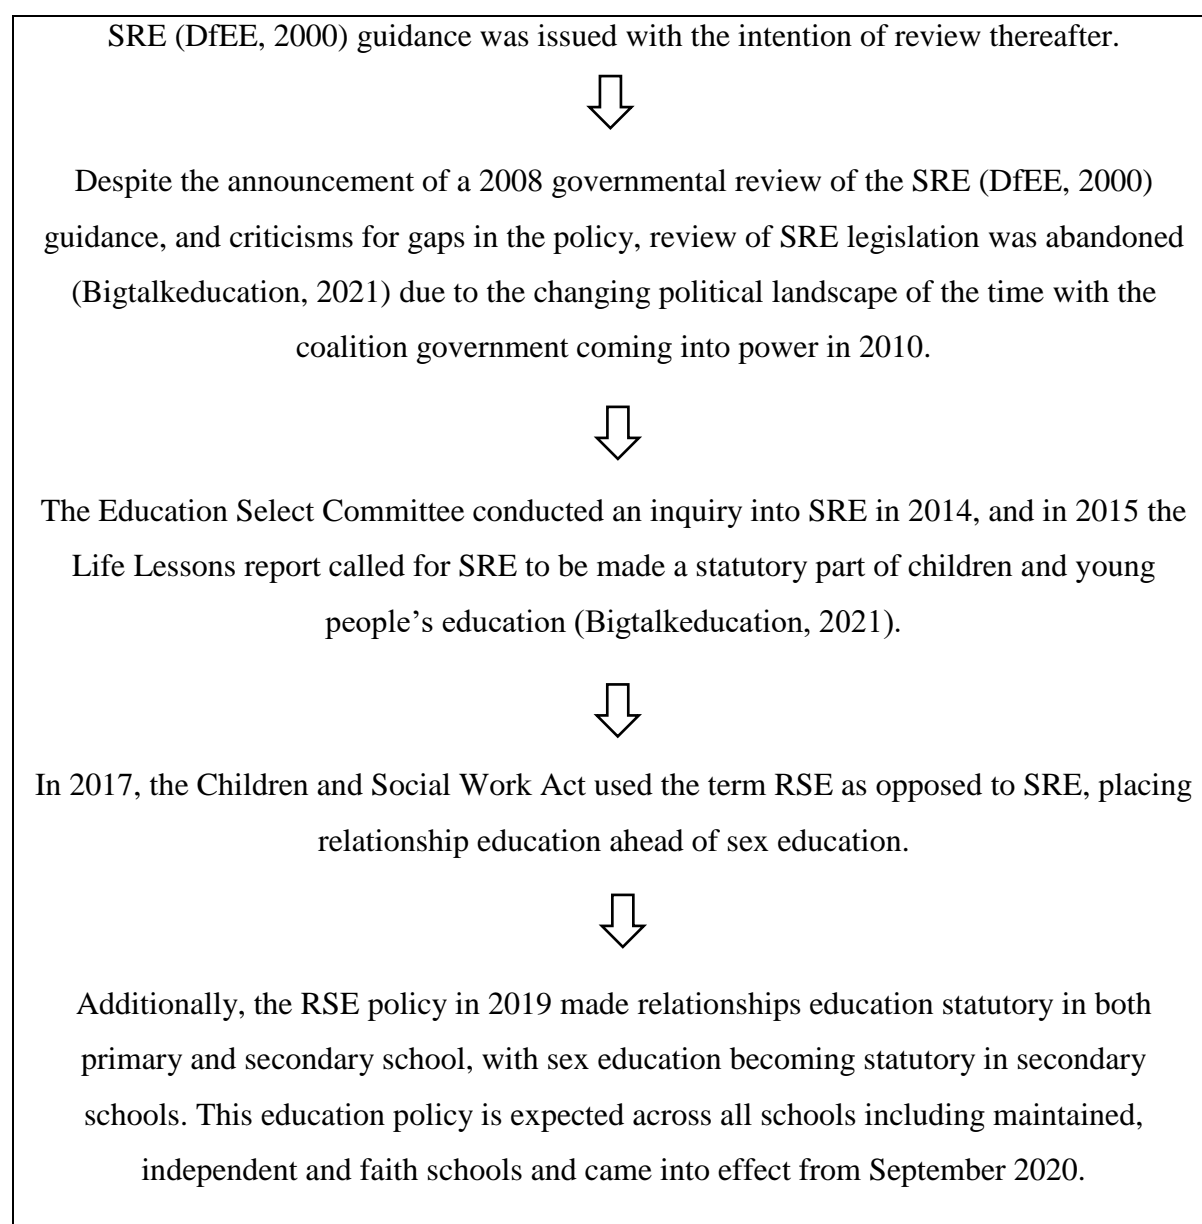 SRE (DfEE, 2000) guidance was issued with the intention of review thereafter.
Despite the announcement of a 2008 governmental review of the SRE (DfEE, 2000)
guidance, and criticisms for gaps in the policy, review of SRE legislation was abandoned
(Bigtalkeducation, 2021) due to the changing political landscape of the time with the
coalition government coming into power in 2010.
The Education Select Committee conducted an inquiry into SRE in 2014, and in 2015 the
Life Lessons report called for SRE to be made a statutory part of children and young
people’s education (Bigtalkeducation, 2021).
In 2017, the Children and Social Work Act used the term RSE as opposed to SRE, placing
relationship education ahead of sex education.
Additionally, the RSE policy in 2019 made relationships education statutory in both
primary and secondary school, with sex education becoming statutory in secondary
schools. This education policy is expected across all schools including maintained,
independent and faith schools and came into effect from September 2020.